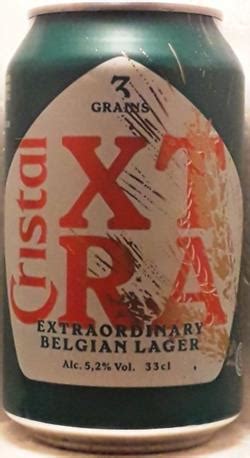 3
GRAINS
Cristal
XT
RA
EXTRAORDINARY
BELGIAN LAGER
Alc. 5,2% Vol. 33cl